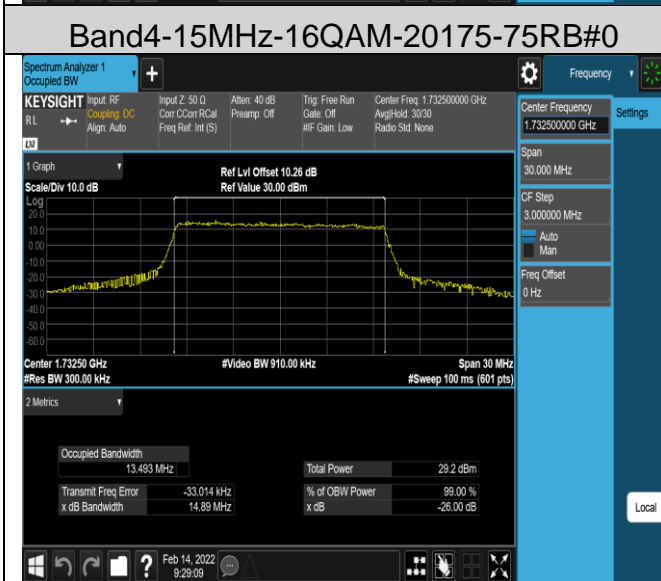 Band4-15MHz-16QAM-20175-75RB#0
Spectrum Analyzer 1
Occupied BW
+
Frequency
KEYSIGHT
Input: RF
Input Z: 50 Ω
Atten: 40 dB
Trig: Free Run
Center Freq: 1.732500000 GHz
R L
Coupling: DC
Corr CCorr RCal
Preamp: Off
Gate: Off
Avg|Hold: 30/30
Align: Auto
Freq Ref: Int (S)
#IF Gain: Low
Radio Std: None
Center Frequency
1.732500000 GHz
Settings
Span
30.000 MHz
CF Step
3.000000 MHz
Auto
Man
Freq Offset
0 Hz
1 Graph
Ref Lvl Offset 10.26 dB
Scale/Div 10.0 dB
Ref Value 30.00 dBm
Log
20.0
10.0
0.00
-10.0
-20.0
-30.0
-40.0
-50.0
-60.0
Center 1.73250 GHz
#Video BW 910.00 kHz
Span 30 MHz
#Res BW 300.00 kHz
#Sweep 100 ms (601 pts)
2 Metrics
Occupied Bandwidth
13.493 MHz
Total Power
29.2 dBm
Transmit Freq Error
-33.014 kHz
% of OBW Power
99.00 %
x dB Bandwidth
14.89 MHz
x dB
-26.00 dB
Local
?
Feb 14, 2022
9:29:09